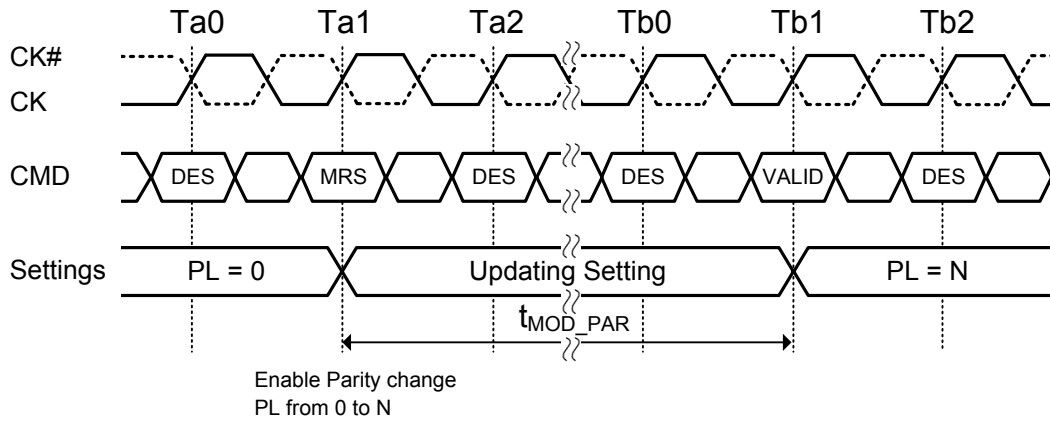 Ta0 Ta1 Ta2 Tb0 Tb1 Tb2
CK#
CK
CMD DES MRS DES DES VALID DES
Settings PL = 0 Updating Setting PL = N
tMOD_PAR
Enable Parity change
PL from 0 to N